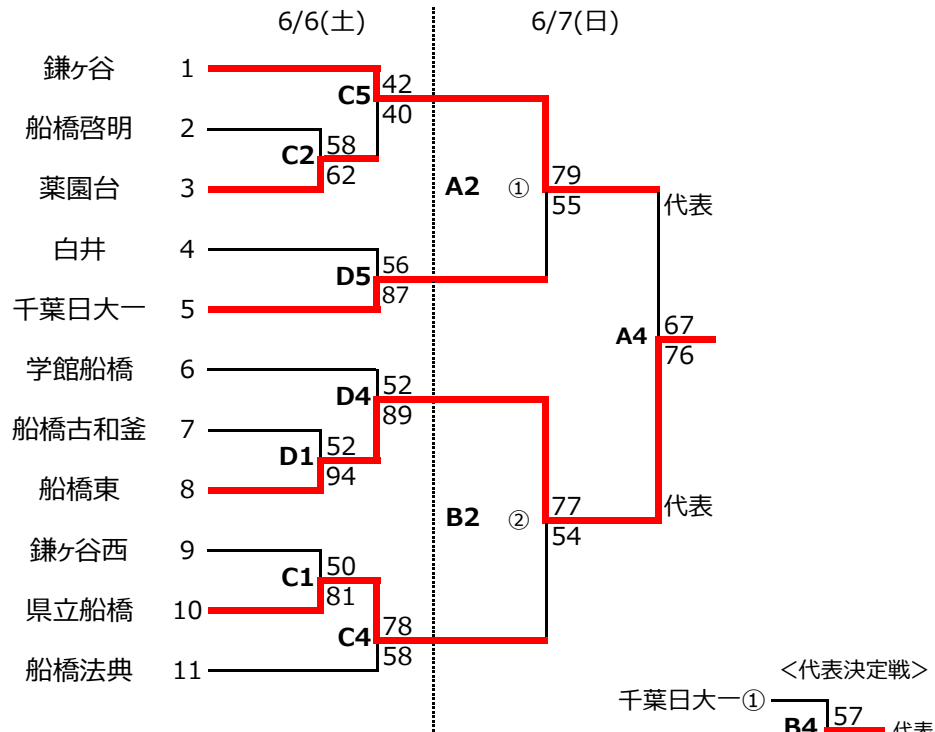 6/6(土) 6/7(日)
鎌ヶ谷 1
C5 42
40
船橋啓明 2
C2 58
62
薬園台 3
A2 ① 79
55
代表
白井 4
D5 56
87
千葉日大一 5
A4 67
76
学館船橋 6
D4 52
89
船橋古和釜 7
D1 52
94
船橋東 8
B2 ② 77
54
代表
鎌ヶ谷西 9
C1 50
81
県立船橋 10
C4 78
58
船橋法典 11
<代表決定戦>
千葉日大一①
B4 57
代表